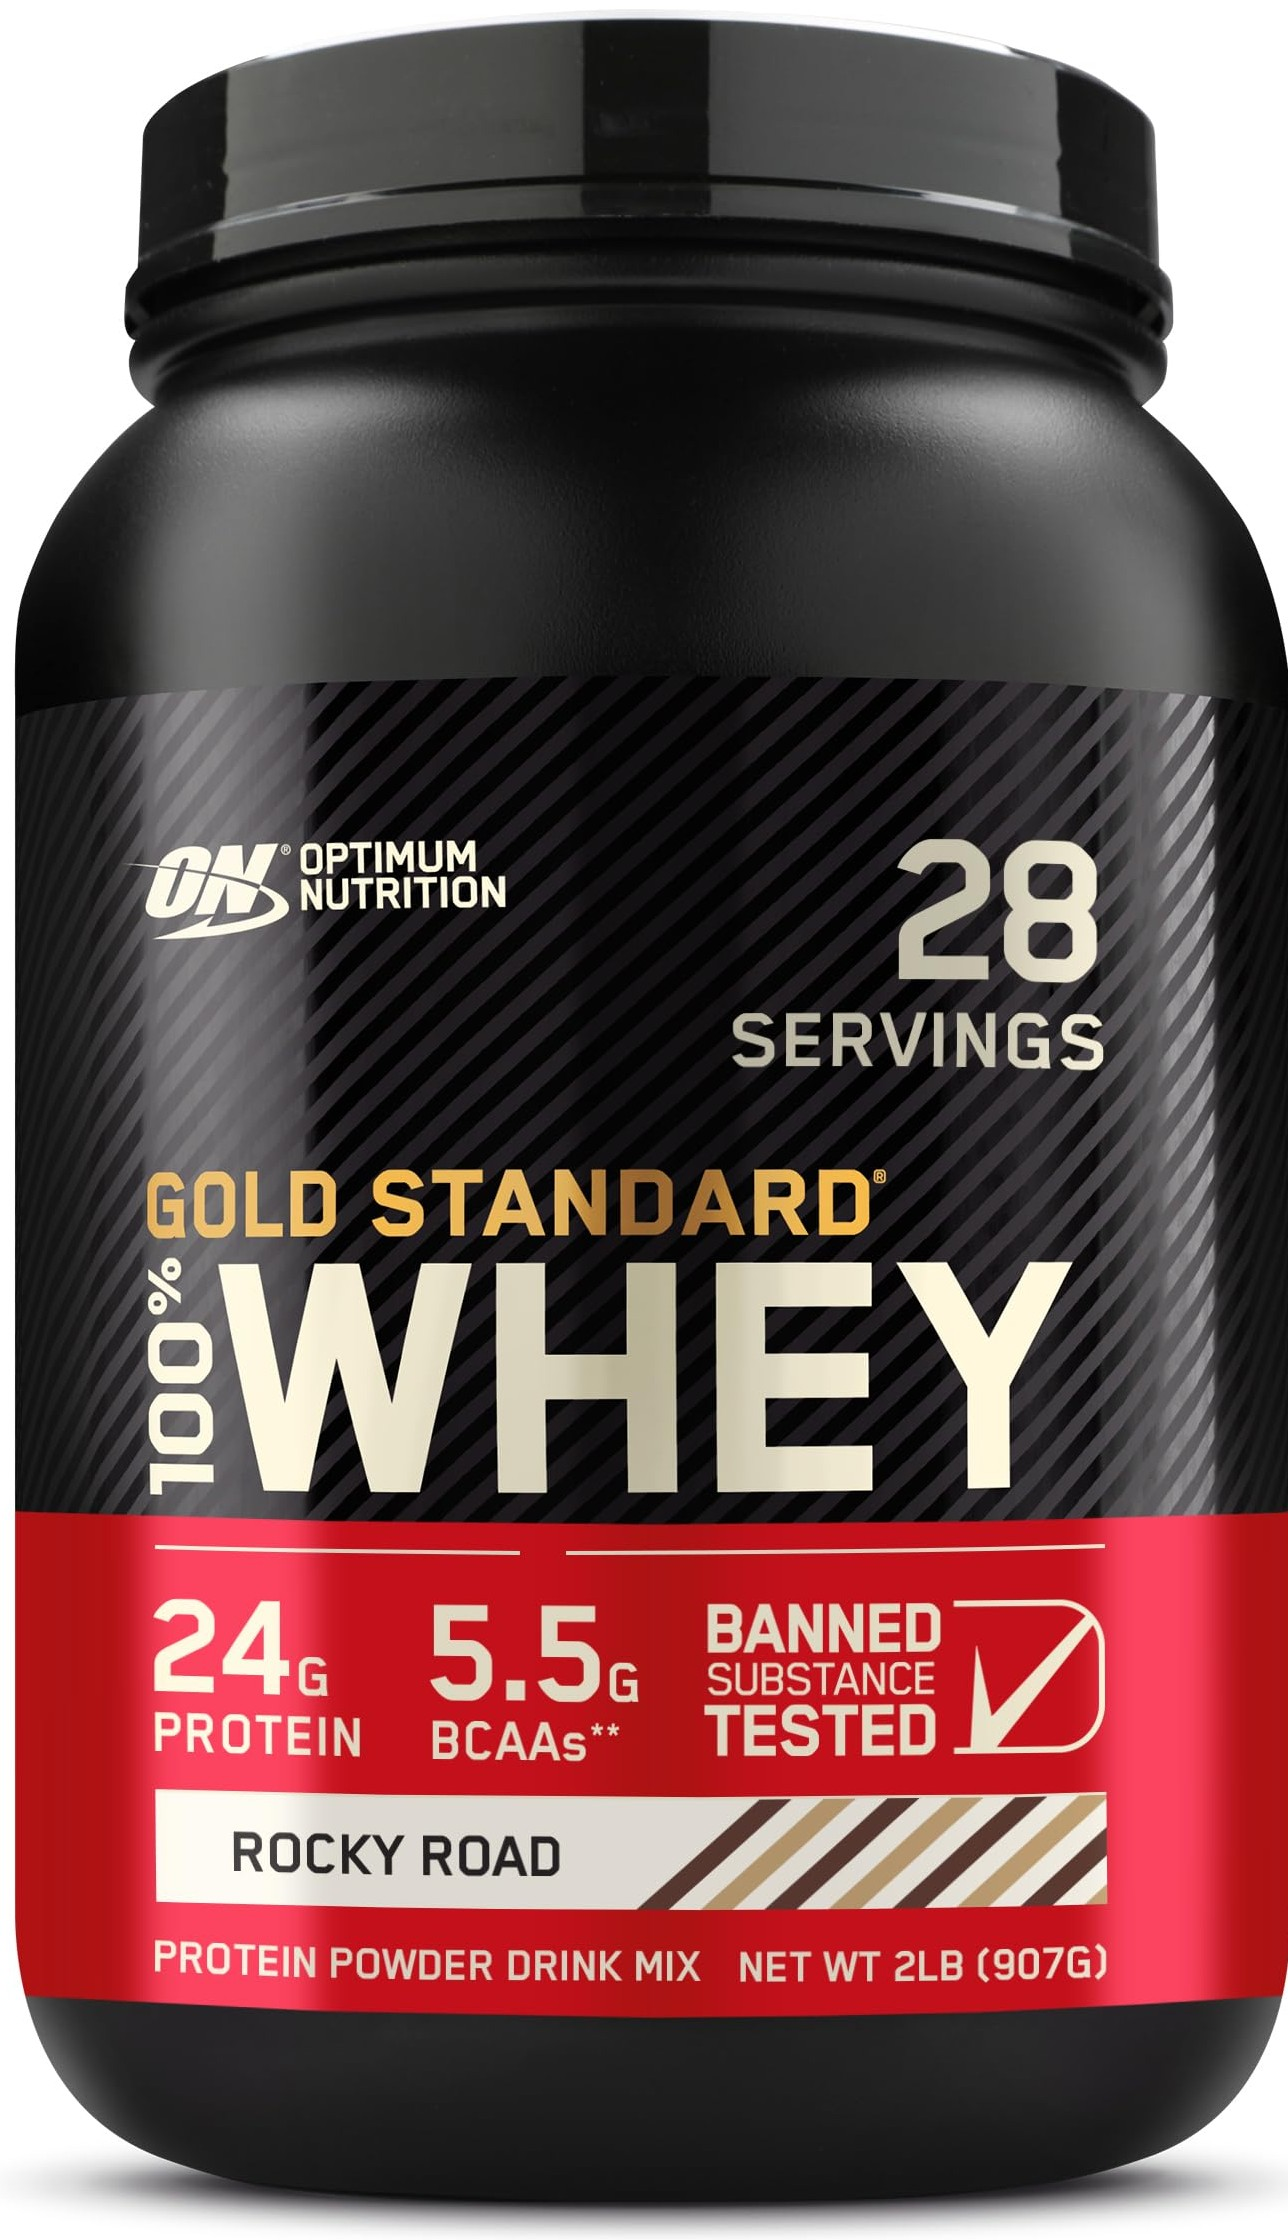 ON® OPTIMUM
NUTRITION
28
SERVINGS
GOLD STANDARD®
100% WHEY
24G
PROTEIN
5.5G
BCAAs**
BANNED
SUBSTANCE
TESTED
ROCKY ROAD
PROTEIN POWDER DRINK MIX NET WT 2LB (907G)